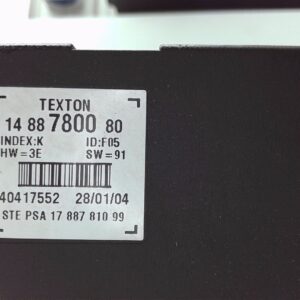 TEXTON
14 88 7800 80
INDEX:K ID:F05
HW=3E SW=91
40417552 28/01/04
STE PSA 17 887 810 99